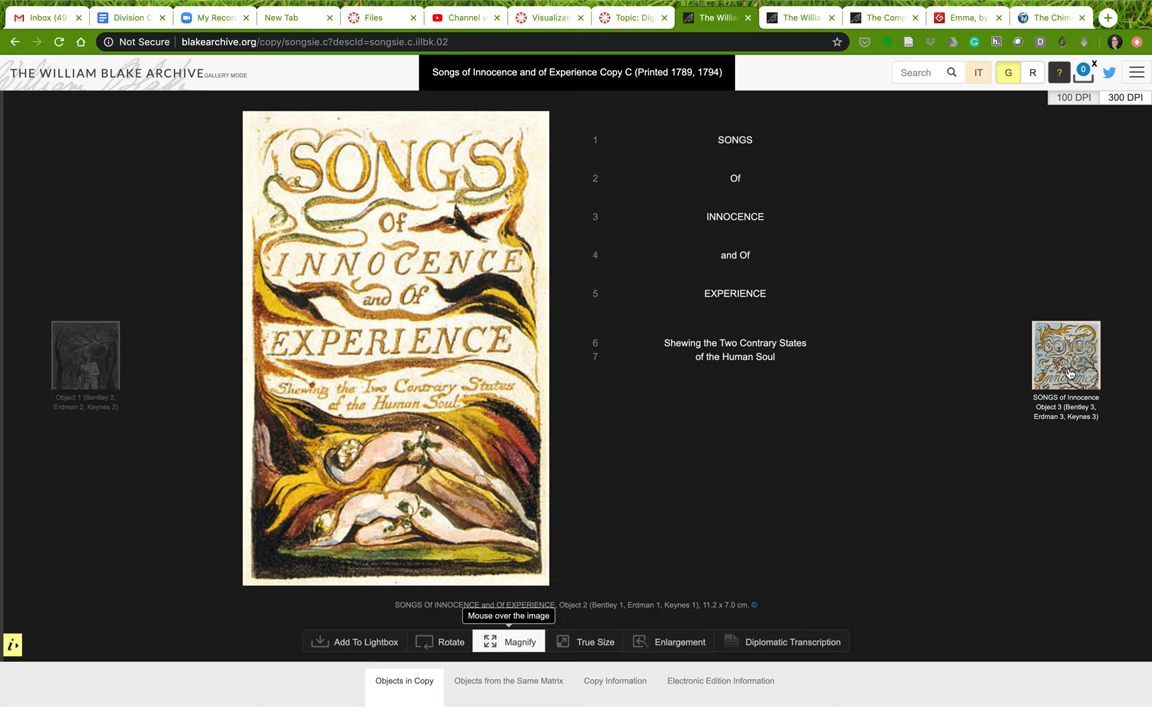 Inbox (49
Division C
My Recor
New Tab
Files
Channel v
Visualizat
Topic: Dig
The Willia
The Willia
The Comp
Emma, by
The Chim
Not Secure | blakearchive.org/copy/songsie.c?descId=songsie.c.illbk.02
THE WILLIAM BLAKE ARCHIVE GALLERY MODE
Songs of Innocence and of Experience Copy C (Printed 1789, 1794)
Search
IT
G
R
?
0
X
100 DPI
300 DPI
SONGS
Of
INNOCENCE
and Of
EXPERIENCE
Shewing the Two Contrary States
of the Human Soul
1 SONGS
2 Of
3 INNOCENCE
4 and Of
5 EXPERIENCE
6 Shewing the Two Contrary States
7 of the Human Soul
Object 1 (Bentley 2,
Erdman 2, Keynes 2)
SONGS
Innocence
SONGS of Innocence
Object 3 (Bentley 3,
Erdman 3, Keynes 3)
SONGS Of INNOCENCE and Of EXPERIENCE, Object 2 (Bentley 1, Erdman 1, Keynes 1), 11.2 x 7.0 cm. ©
Mouse over the image
Add To Lightbox
Rotate
Magnify
True Size
Enlargement
Diplomatic Transcription
i
Objects in Copy
Objects from the Same Matrix
Copy Information
Electronic Edition Information